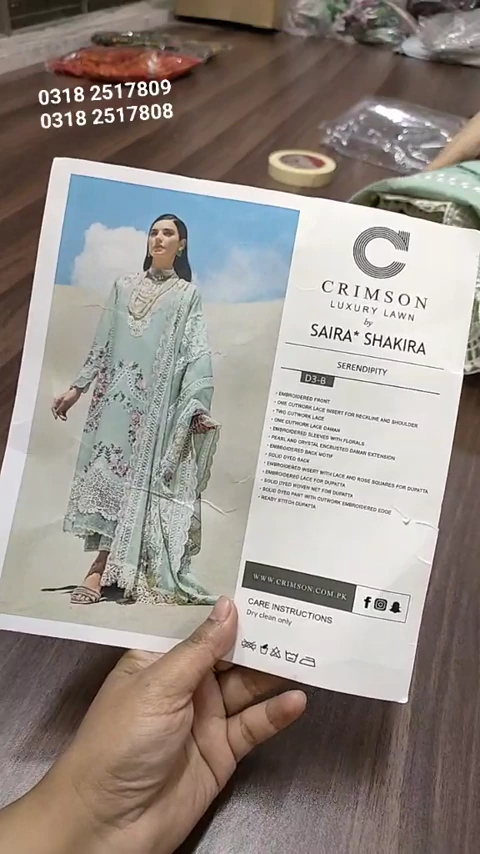 0318 2517809
0318 2517808
C
CRIMSON
LUXURY LAWN
by
SAIRA* SHAKIRA
SERENDIPITY
D3-B
• EMBROIDERED FRONT
• ONE CUTWORK LACE INSERT FOR NECKLINE AND SHOULDER
• TWO CUTWORK LACE
• ONE CUTWORK LACE DAMAN
• EMBROIDERED SLEEVES WITH FLORALS
• PEARL AND CRYSTAL ENCRUSTED DAMAN EXTENSION
• EMBROIDERED BACK MOTIF
• SOLID DYED BACK
• EMBROIDERED INSERT WITH LACE AND ROSE SQUARES FOR DUPATTA
• EMBROIDERED LACE FOR DUPATTA
• SOLID DYED WOVEN NET FOR DUPATTA
• SOLID DYED PANT WITH CUTWORK EMBROIDERED EDGE
• READY STITCH DUPATTA
WWW.CRIMSON.COM.PK
CARE INSTRUCTIONS
Dry clean only